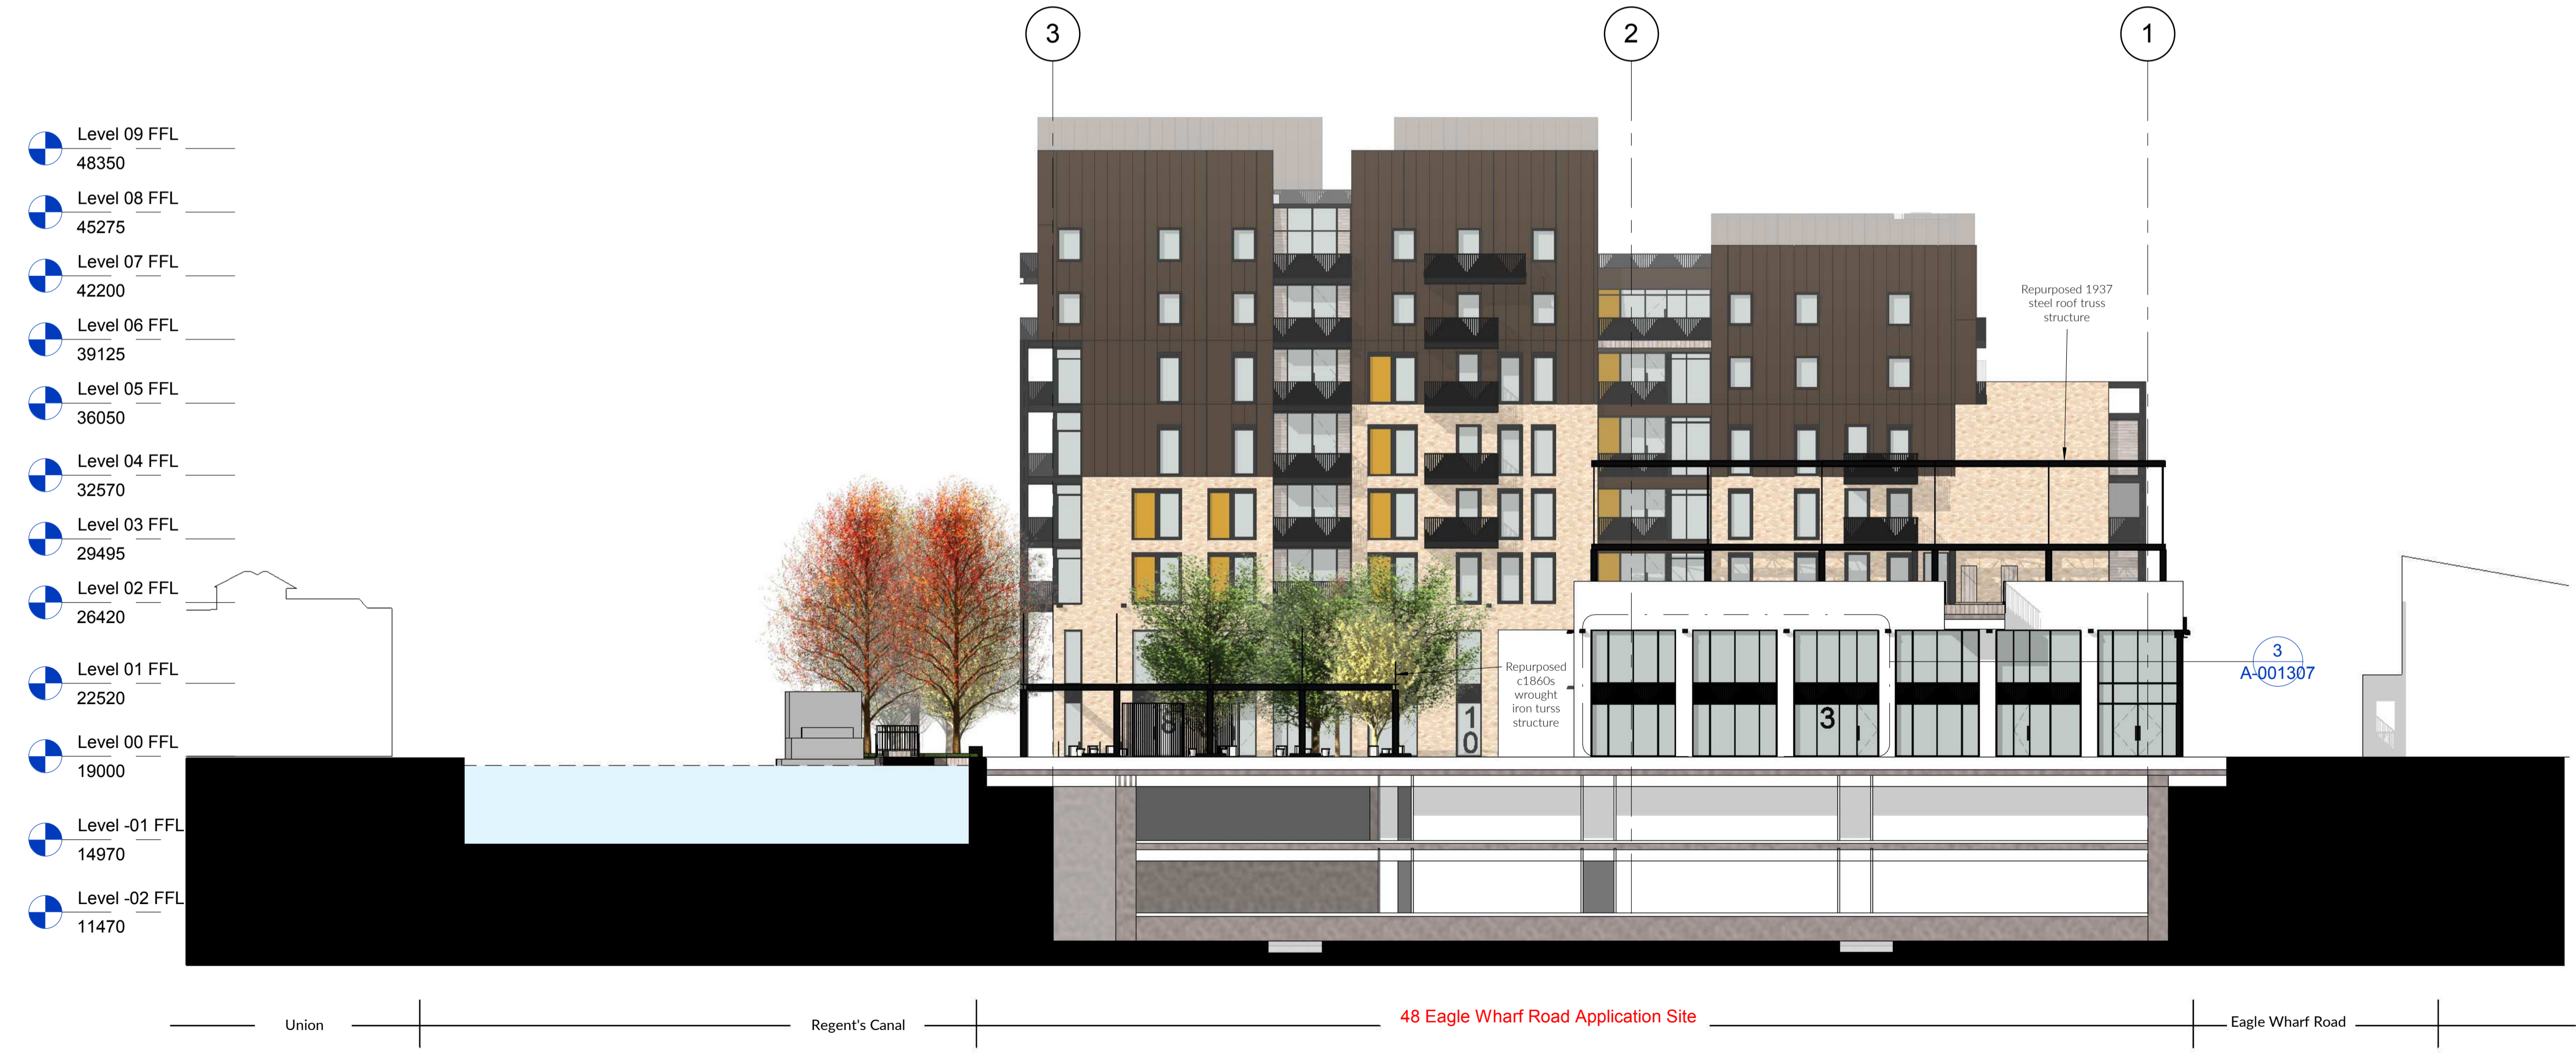 3
2
1
Level 09 FFL
48350
Level 08 FFL
45275
Level 07 FFL
42200
Level 06 FFL
39125
Level 05 FFL
36050
Level 04 FFL
32570
Level 03 FFL
29495
Level 02 FFL
26420
Level 01 FFL
22520
Level 00 FFL
19000
Level -01 FFL
14970
Level -02 FFL
11470
Repurposed 1937
steel roof truss
structure
Repurposed
c1860s
wrought
iron turss
structure
8
1
0
3
3
A-001307
Union
Regent's Canal
48 Eagle Wharf Road Application Site
Eagle Wharf Road